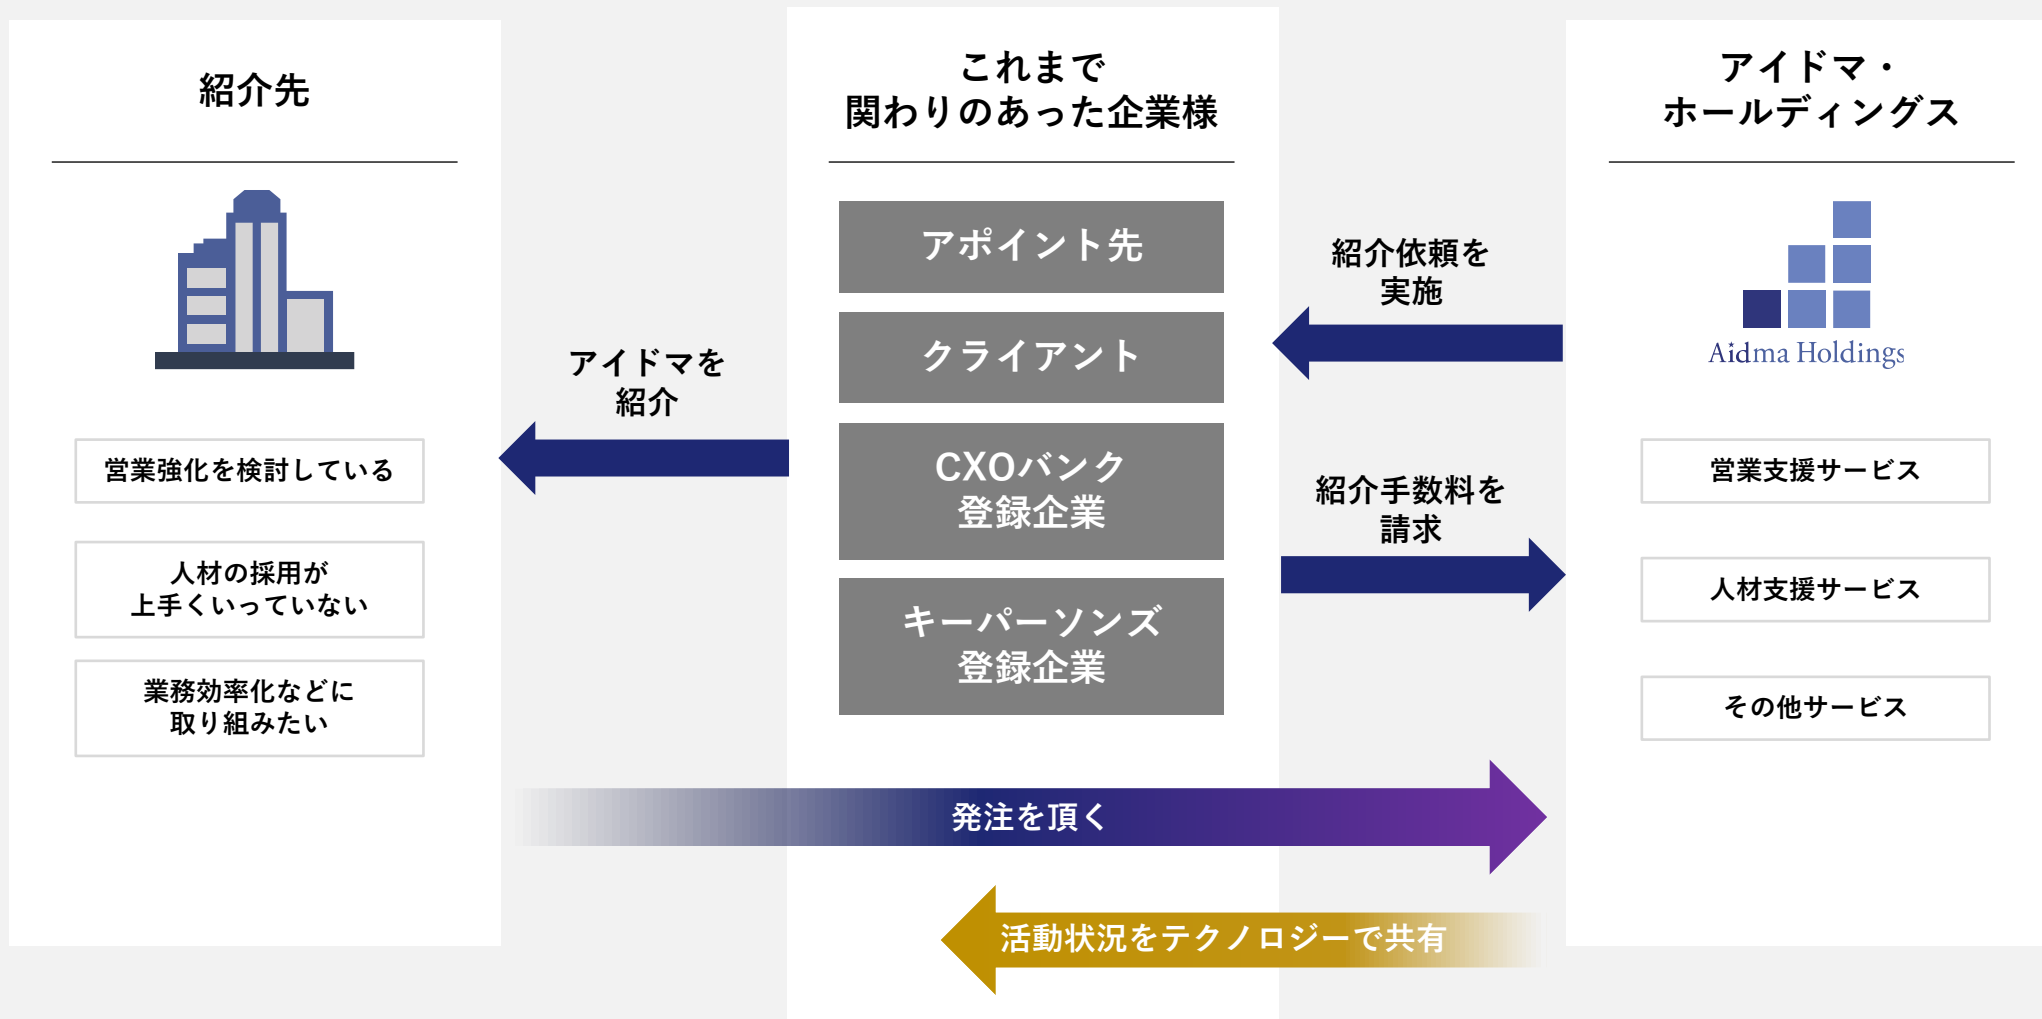 紹介先
営業強化を検討している
人材の採用が
上手くいっていない
業務効率化などに
取り組みたい
アイドマを
紹介
これまで
関わりのあった企業様
アポイント先
クライアント
CXOバンク
登録企業
キーパーソンズ
登録企業
紹介依頼を
実施
紹介手数料を
請求
アイドマ・
ホールディングス
Aidma Holdings
営業支援サービス
人材支援サービス
その他サービス
発注を頂く
活動状況をテクノロジーで共有